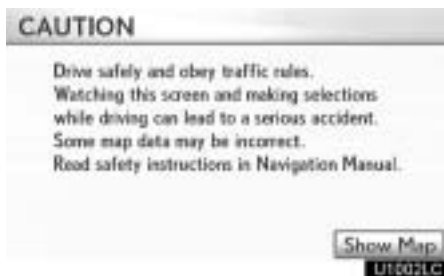 CAUTION
Drive safely and obey traffic rules.
Watching this screen and making selections
while driving can lead to a serious accident.
Some map data may be incorrect.
Read safety instructions in Navigation Manual.
Show Map
U1002LC